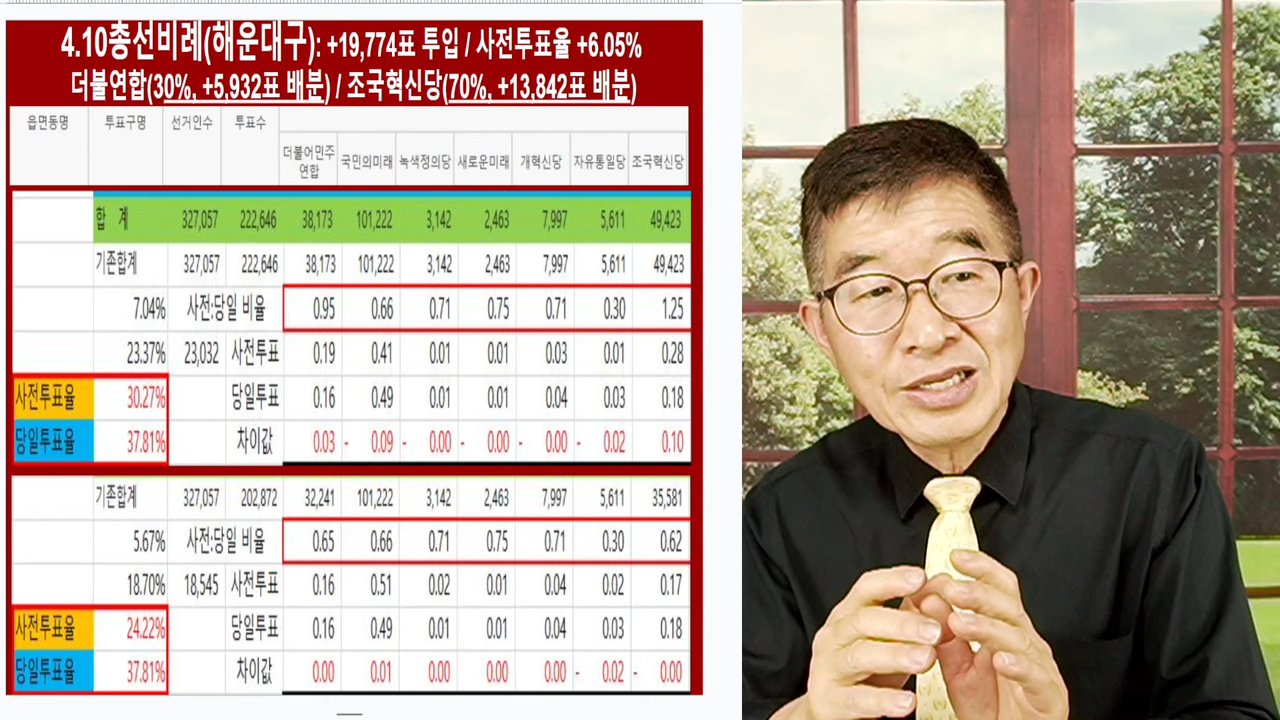 4.10총선비례(해운대구): +19,774표 투입 / 사전투표율 +6.05%
더불연합(30%, +5,932표 배분) / 조국혁신당(70%, +13,842표 배분)
읍면동명 투표구명 선거인수 투표수
더불어민주연합 국민의미래 녹색정의당 새로운미래 개혁신당 자유통일당 조국혁신당
합 계 327,057 222,646 38,173 101,222 3,142 2,463 7,997 5,611 49,423
기존합계 327,057 222,646 38,173 101,222 3,142 2,463 7,997 5,611 49,423
7.04% 사전:당일 비율 0.95 0.66 0.71 0.75 0.71 0.30 1.25
23.37% 23,032 사전투표 0.19 0.41 0.01 0.01 0.03 0.01 0.28
사전투표율 30.27% 당일투표 0.16 0.49 0.01 0.01 0.04 0.03 0.18
당일투표율 37.81% 차이값 0.03 - 0.09 - 0.00 - 0.00 - 0.00 - 0.02 0.10
기존합계 327,057 202,872 32,241 101,222 3,142 2,463 7,997 5,611 35,581
5.67% 사전:당일 비율 0.65 0.66 0.71 0.75 0.71 0.30 0.62
18.70% 18,545 사전투표 0.16 0.51 0.02 0.01 0.04 0.02 0.17
사전투표율 24.22% 당일투표 0.16 0.49 0.01 0.01 0.04 0.03 0.18
당일투표율 37.81% 차이값 0.00 0.01 0.00 0.00 0.00 - 0.02 - 0.00